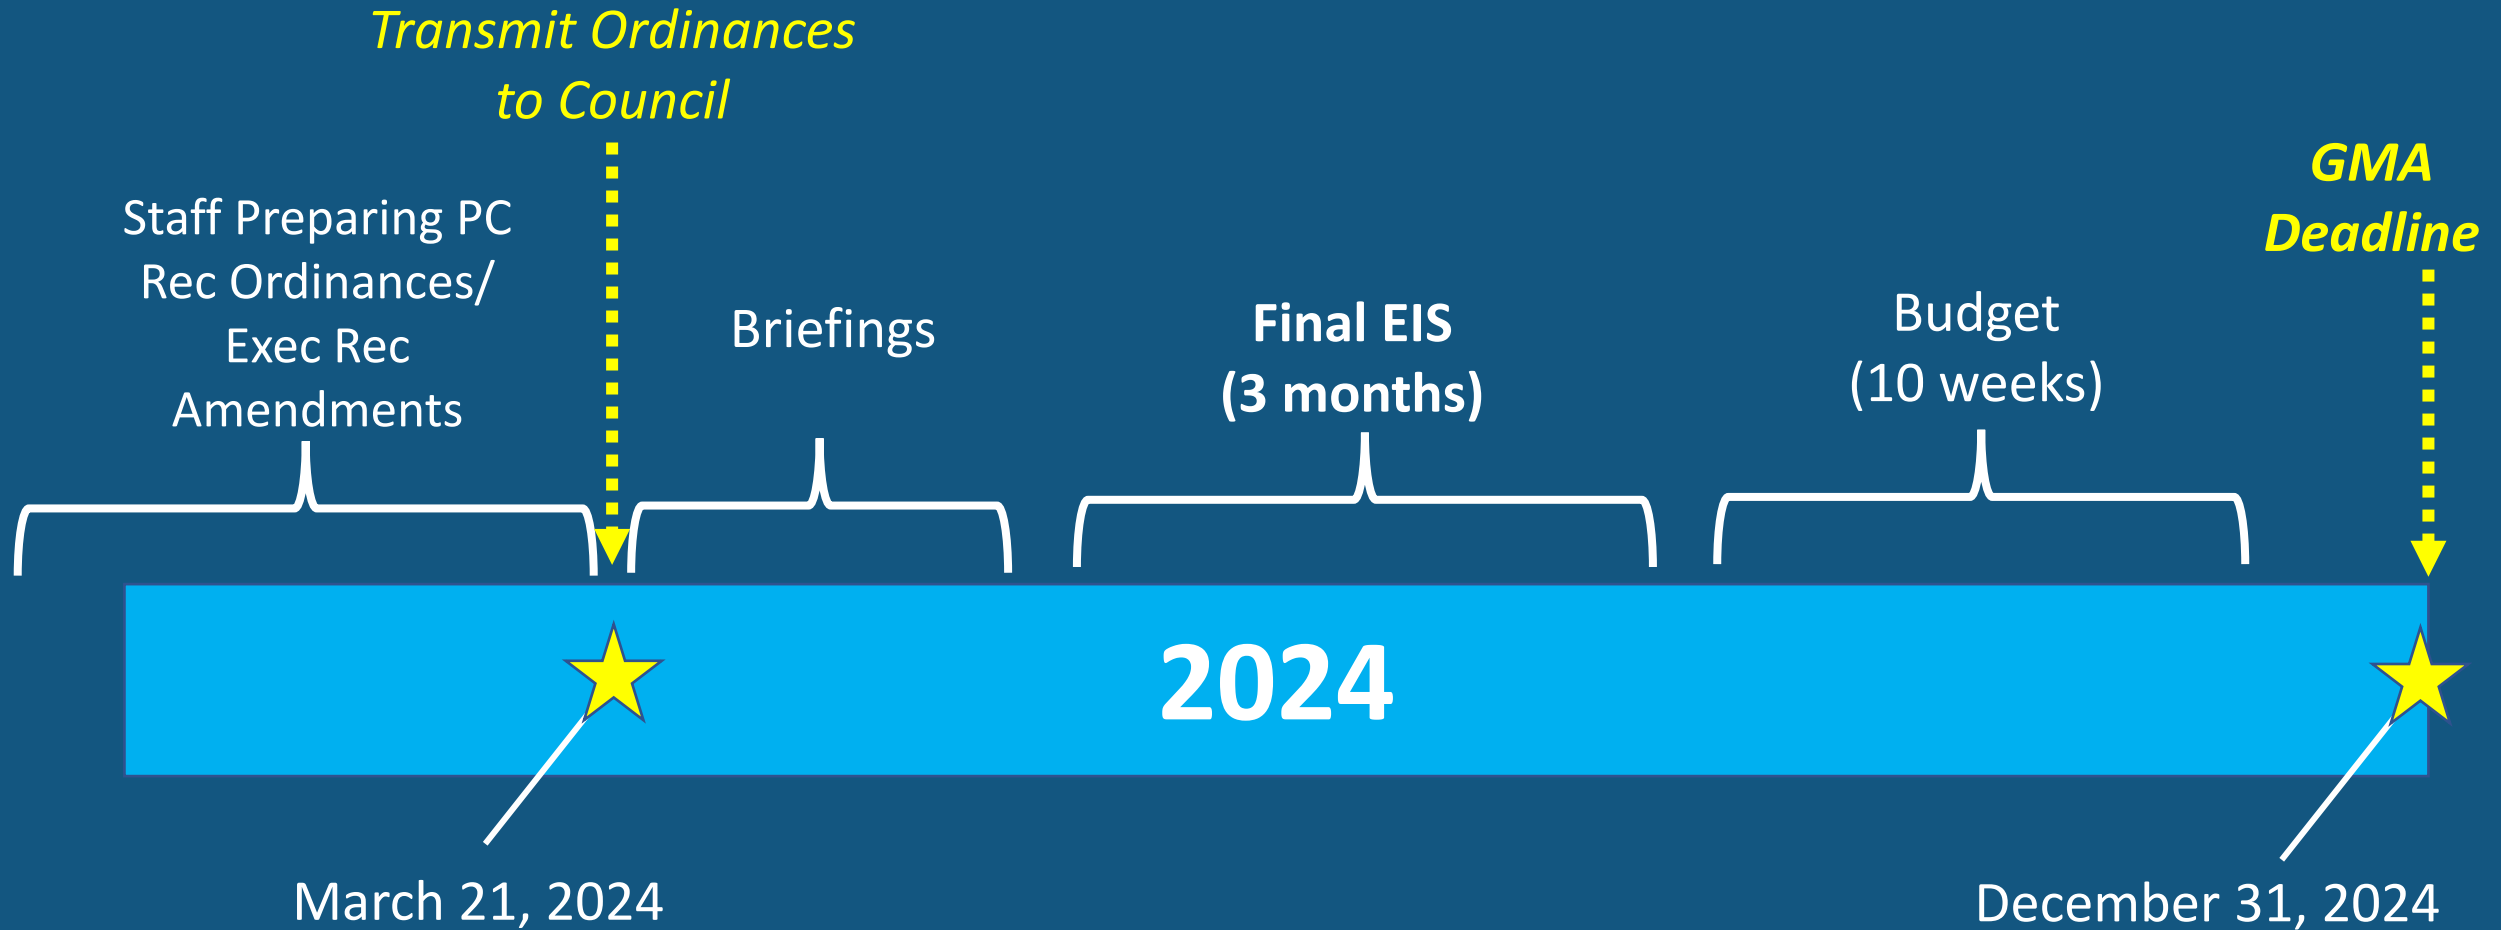 Transmit Ordinances
to Council
Staff Preparing PC
Rec Ordinances/
Exec Rec
Amendments
Briefings
Final EIS
(3 months)
Budget
(10 weeks)
GMA
Deadline
2024
March 21, 2024
December 31, 2024